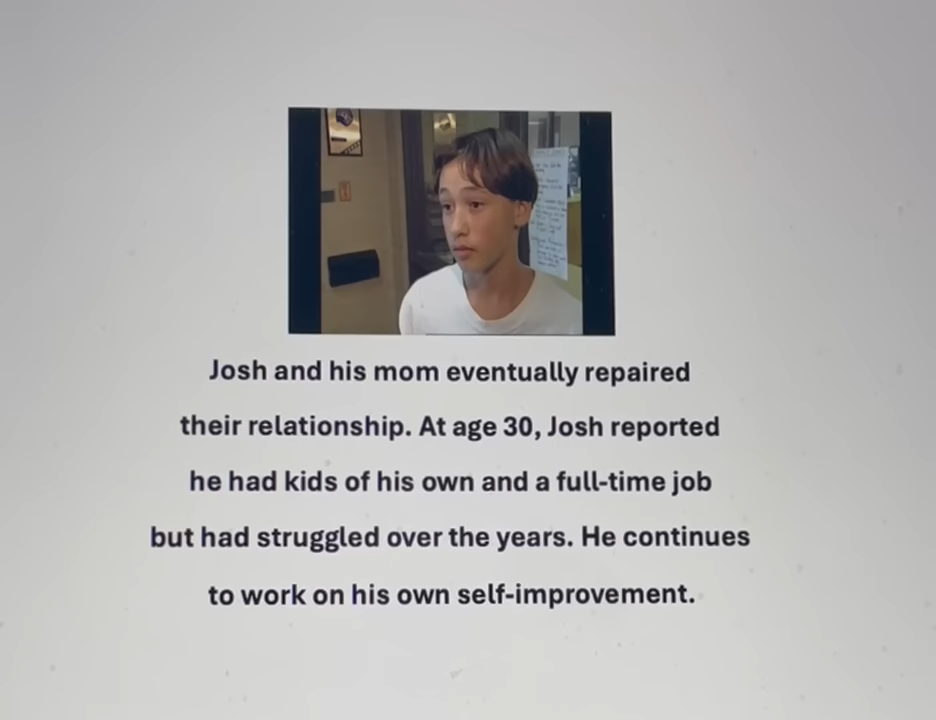 Josh and his mom eventually repaired
their relationship. At age 30, Josh reported
he had kids of his own and a full-time job
but had struggled over the years. He continues
to work on his own self-improvement.